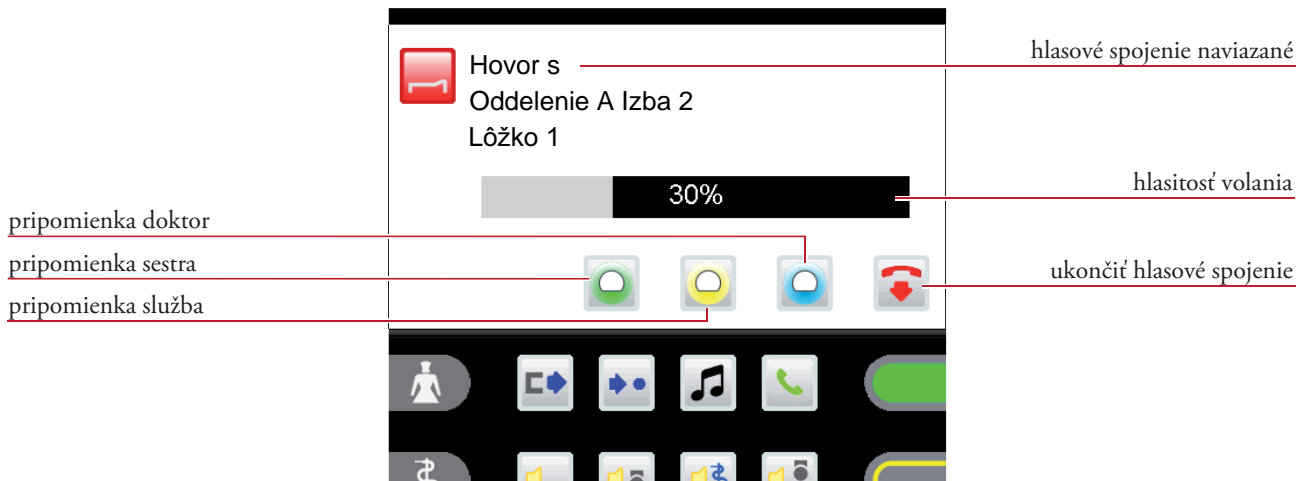 hlasové spojenie naviazané
Hovor s
Oddelenie A Izba 2
Lôžko 1
hlasitosť volania
30%
pripomienka doktor
pripomienka sestra
ukončiť hlasové spojenie
pripomienka služba